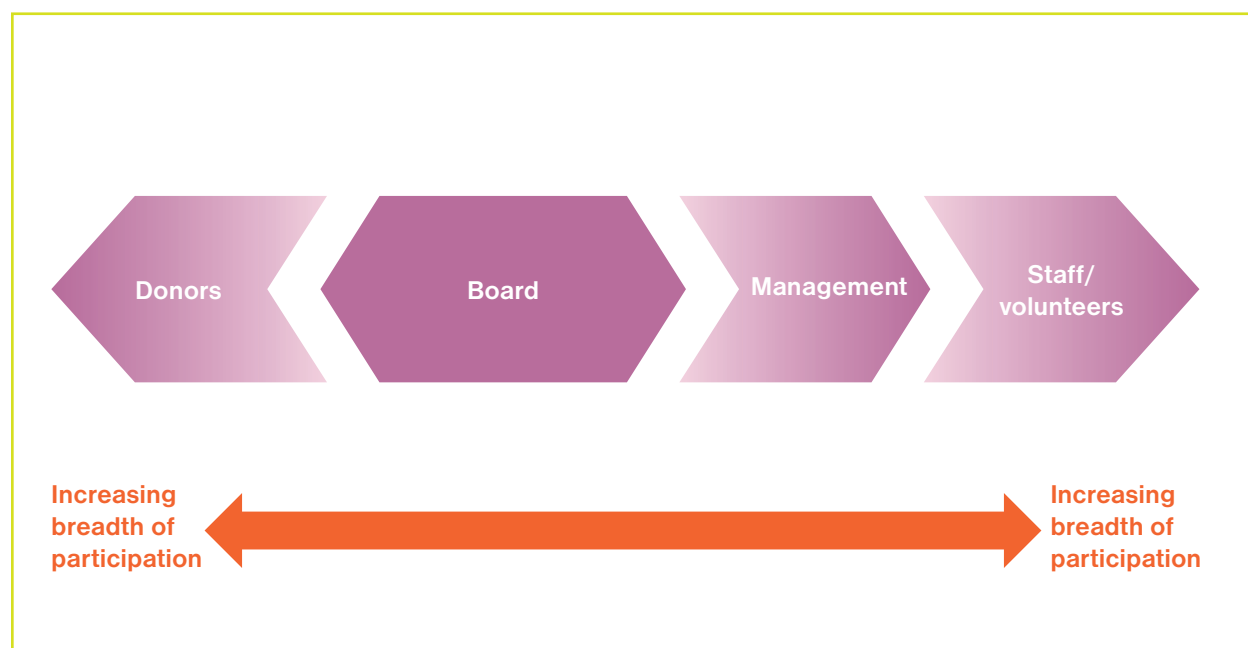 Donors
Board
Management
Staff/
volunteers
Increasing
breadth of
participation
Increasing
breadth of
participation